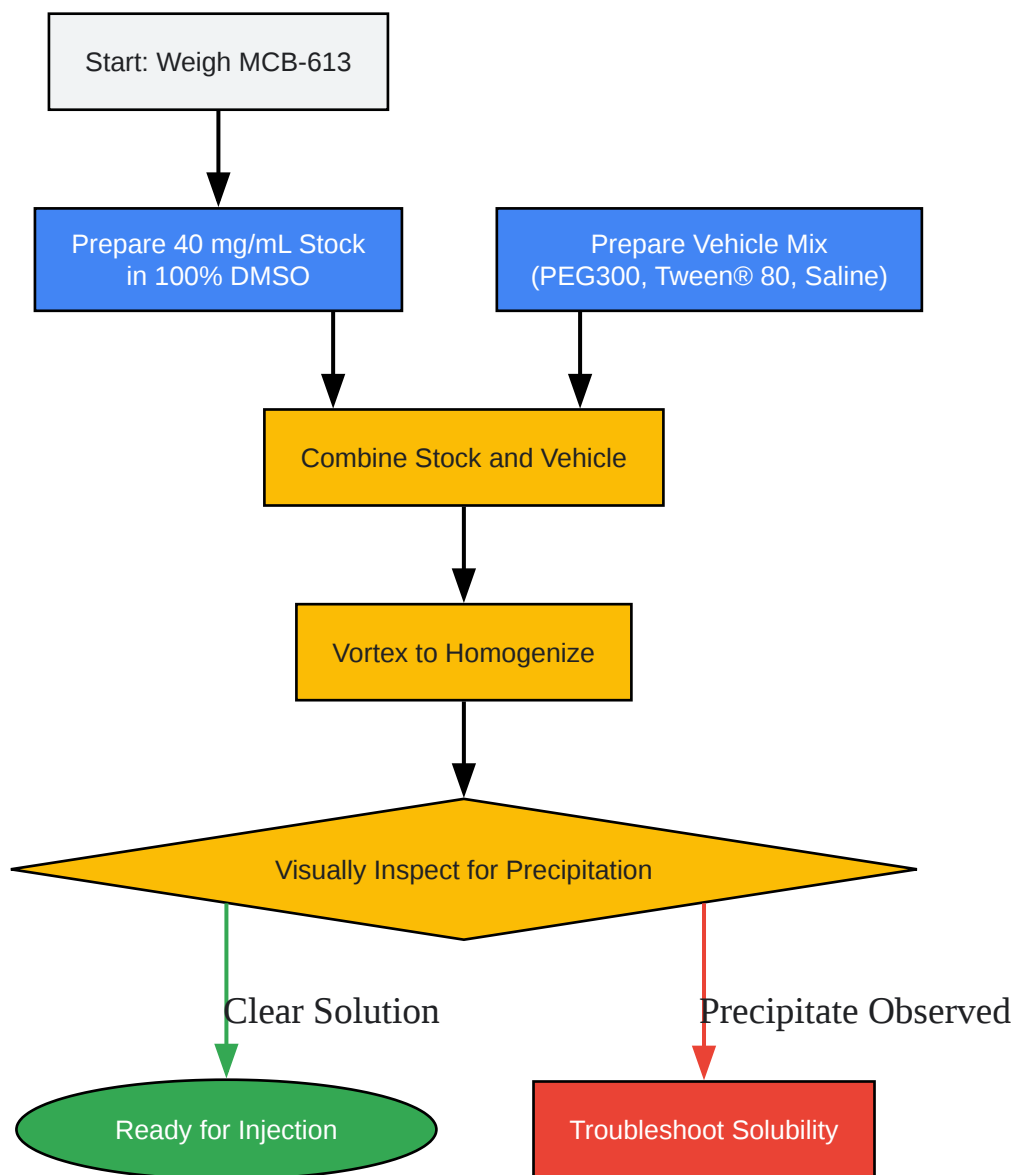 Start: Weigh MCB-613
Prepare 40 mg/mL Stock
in 100% DMSO
Prepare Vehicle Mix
(PEG300, Tween® 80, Saline)
Combine Stock and Vehicle
Vortex to Homogenize
Visually Inspect for Precipitation
Clear Solution
Precipitate Observed
Ready for Injection
Troubleshoot Solubility